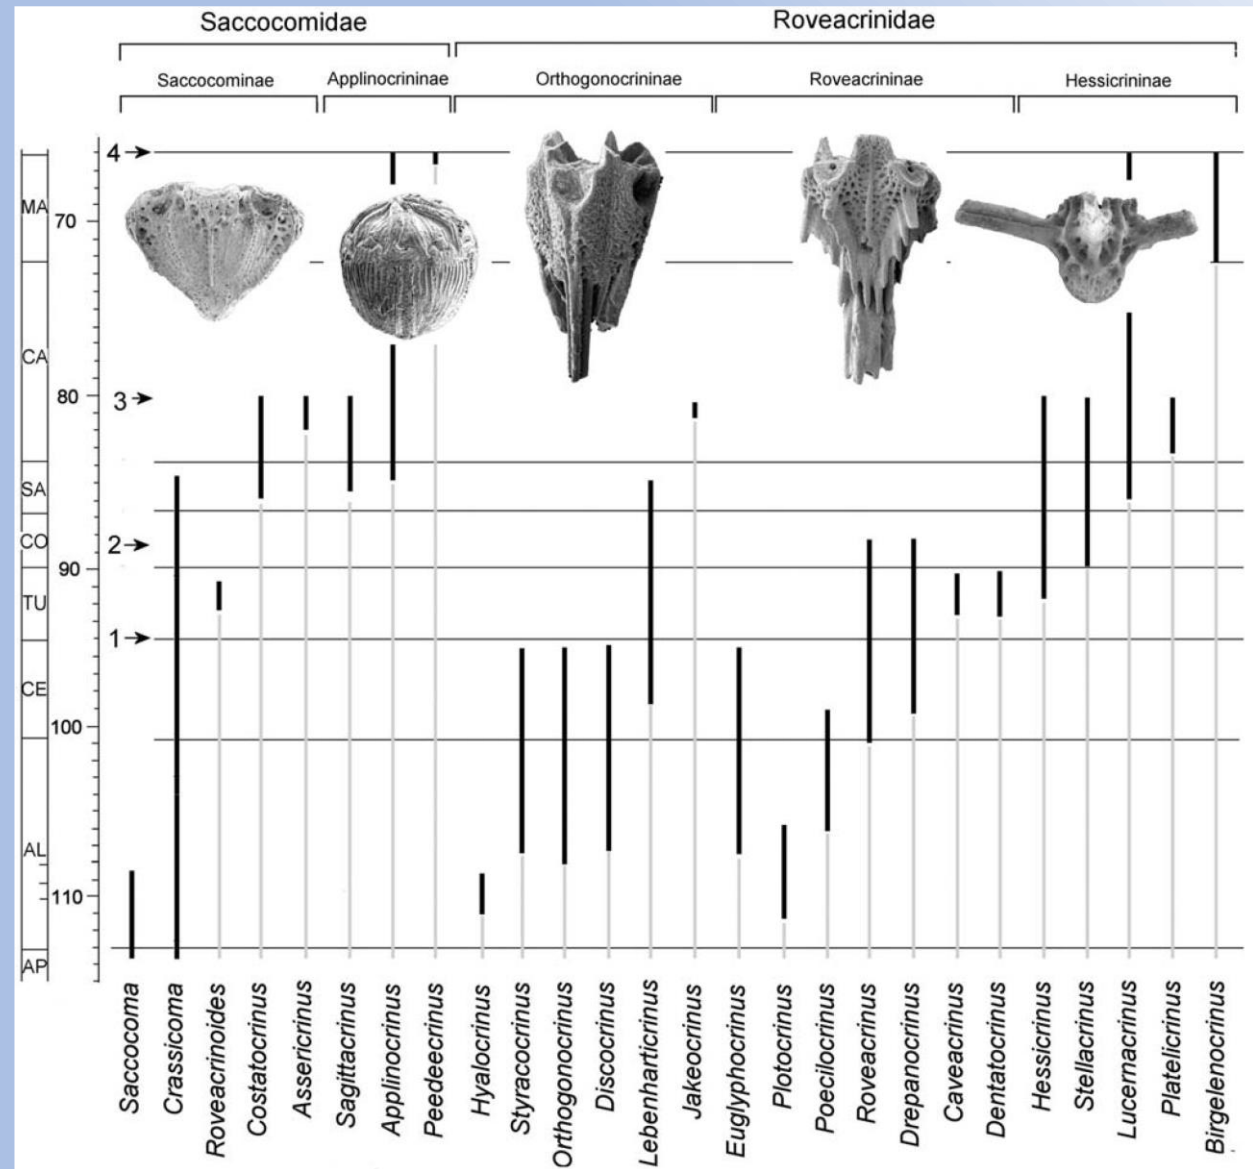 Saccocomidae
Roveacrinidae
Saccocominae
Applinocrininae
Orthogonocrininae
Roveacrininae
Hessicrininae
4
MA
70
CA
80
3
SA
CO
2
90
TU
1
CE
100
AL
110
AP
Saccocoma
Crassicoma
Roveacrinoides
Costatocrinus
Assericrinus
Sagittacrinus
Applinocrinus
Peedeecrinus
Hyalocrinus
Styracocrinus
Orthogonocrinus
Discocrinus
Lebenharticrinus
Jakeocrinus
Euglyphocrinus
Plotocrinus
Poecilocrinus
Roveacrinus
Drepanocrinus
Caveacrinus
Dentatocrinus
Hessicrinus
Stellacrinus
Lucernacrinus
Platelicrinus
Birgelenocrinus